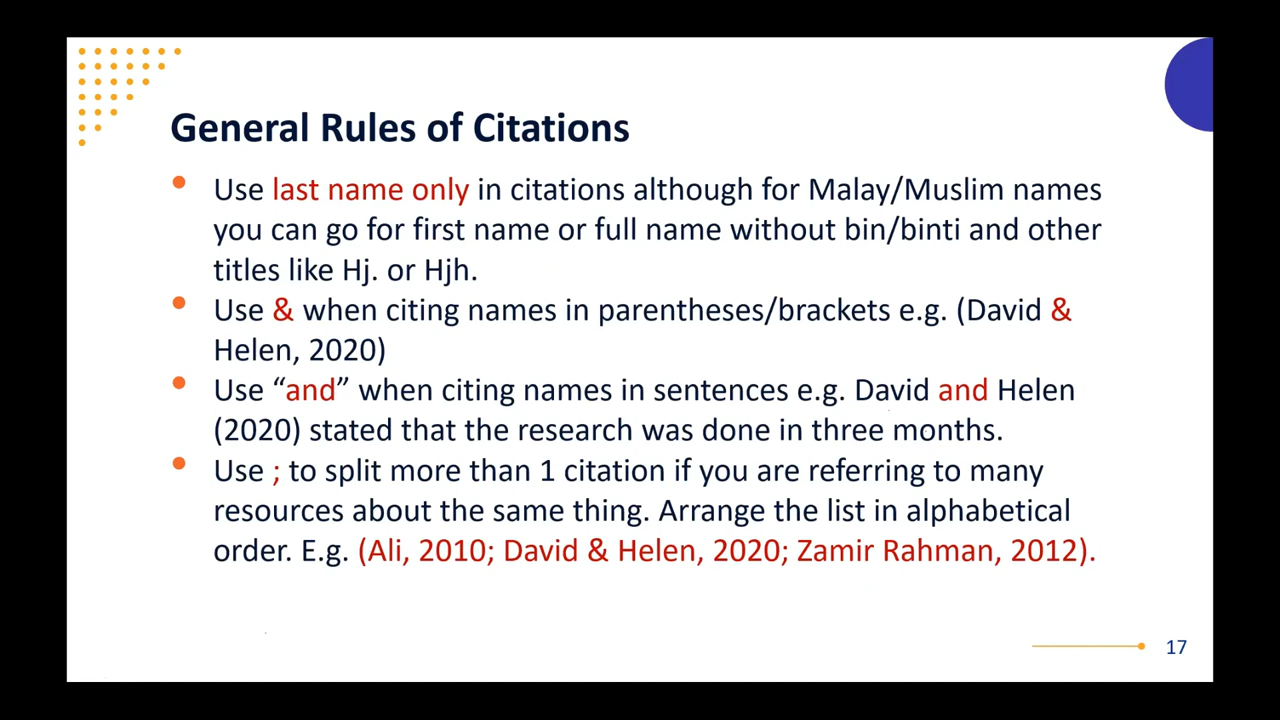 General Rules of Citations
Use last name only in citations although for Malay/Muslim names
you can go for first name or full name without bin/binti and other
titles like Hj. or Hjh.
Use & when citing names in parentheses/brackets e.g. (David &
Helen, 2020)
Use “and” when citing names in sentences e.g. David and Helen
(2020) stated that the research was done in three months.
Use ; to split more than 1 citation if you are referring to many
resources about the same thing. Arrange the list in alphabetical
order. E.g. (Ali, 2010; David & Helen, 2020; Zamir Rahman, 2012).
17